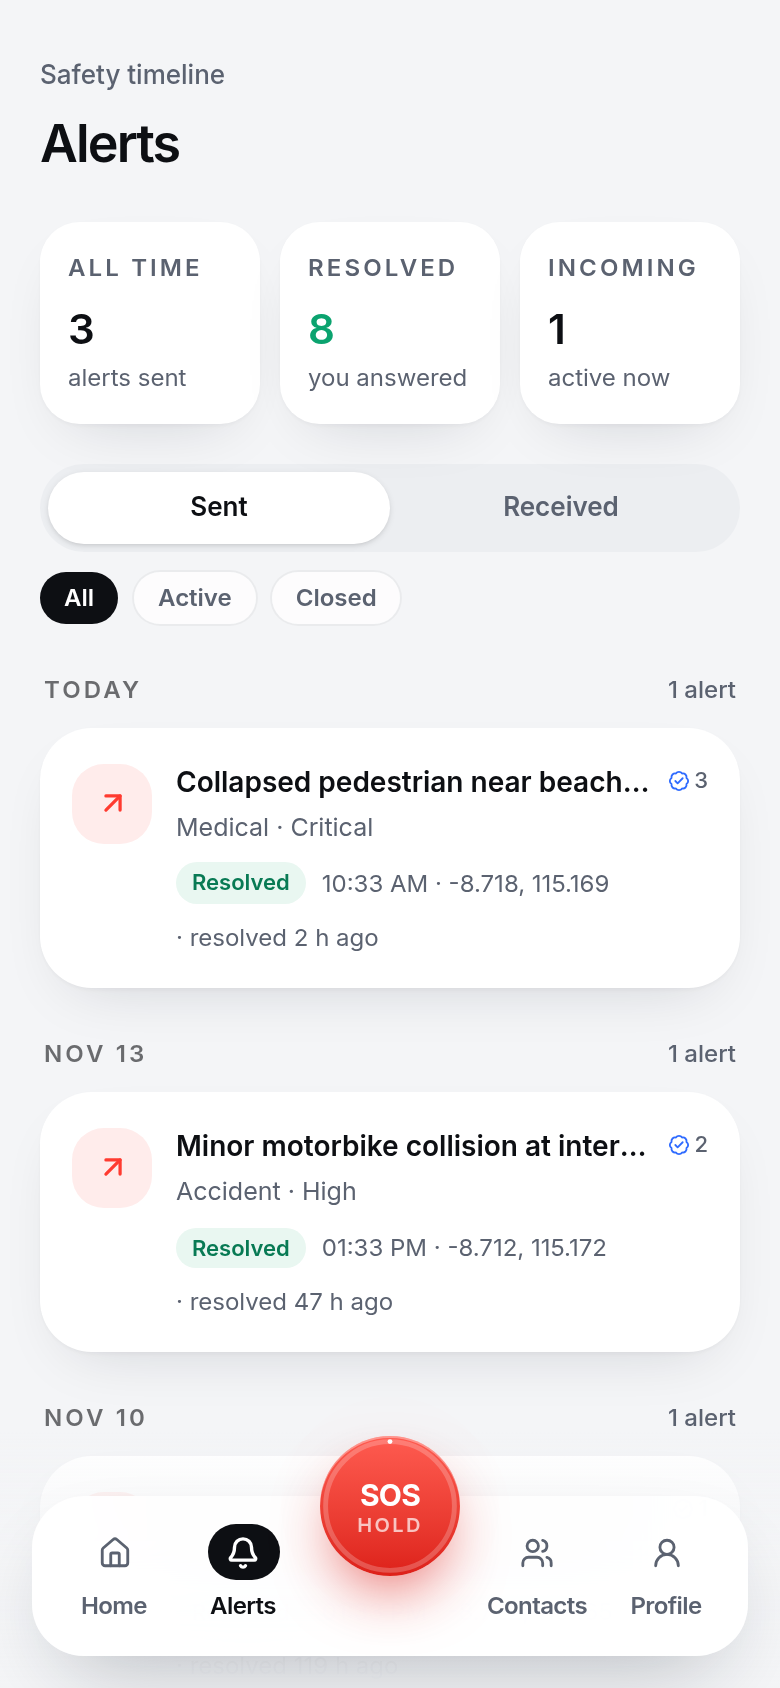 Safety timeline
Alerts
ALL TIME
3
alerts sent
RESOLVED
8
you answered
INCOMING
1
active now
Sent
Received
All
Active
Closed
TODAY
1 alert
Collapsed pedestrian near beach...
3
Medical · Critical
Resolved
10:33 AM · -8.718, 115.169
· resolved 2 h ago
NOV 13
1 alert
Minor motorbike collision at inter...
2
Accident · High
Resolved
01:33 PM · -8.712, 115.172
· resolved 47 h ago
NOV 10
1 alert
SOS
HOLD
Home
Alerts
Contacts
Profile
· resolved 119 h ago